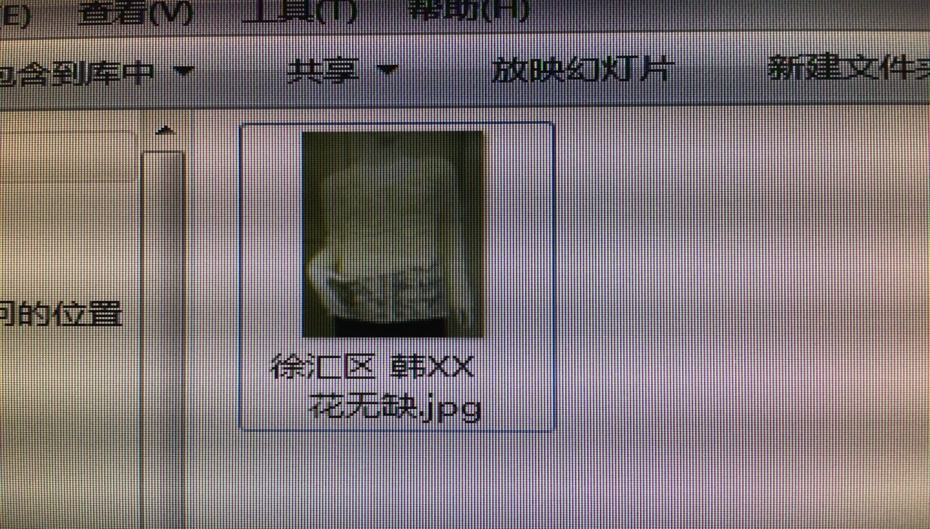 E) 查看(V) 工具(T) 帮助(H)
包含到库中 共享 放映幻灯片 新建文件夹
问的位置
徐汇区 韩XX
花无缺.jpg